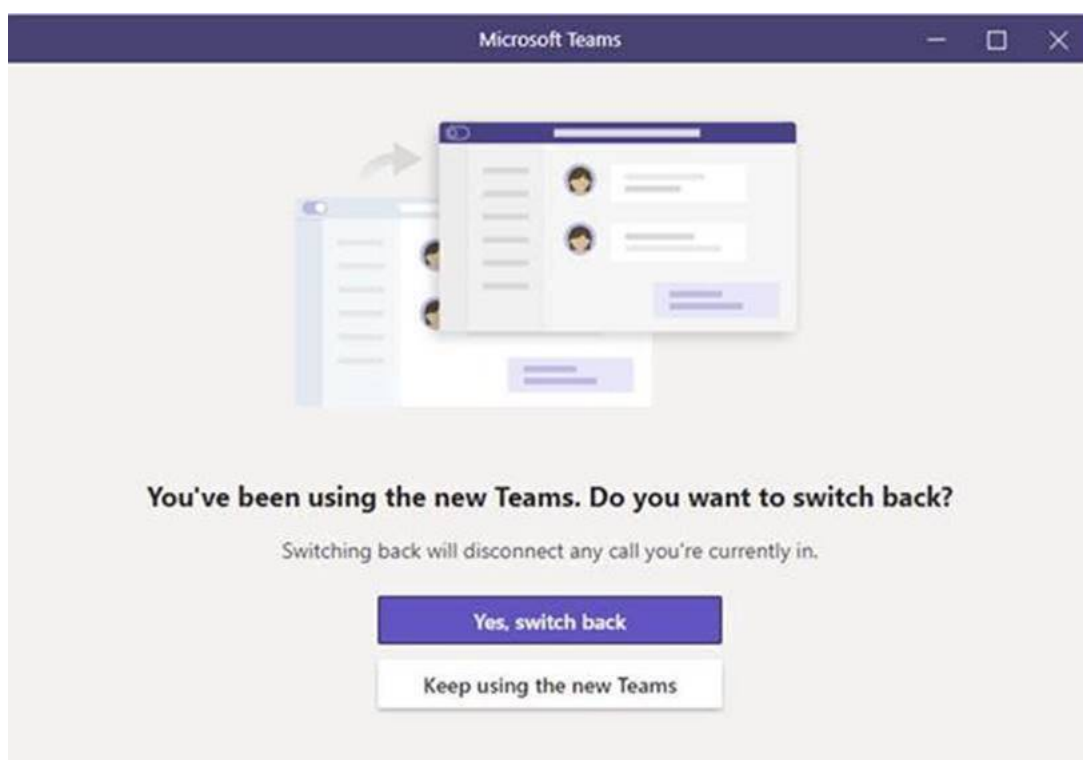 Microsoft Teams
You've been using the new Teams. Do you want to switch back?
Switching back will disconnect any call you're currently in.
Yes, switch back
Keep using the new Teams